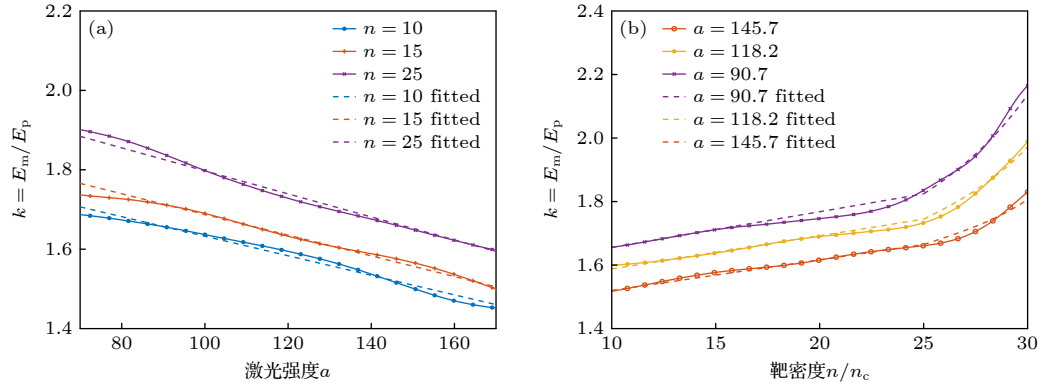 (a)
n = 10
n = 15
n = 25
n = 10 fitted
n = 15 fitted
n = 25 fitted
2.2
2.0
1.8
1.6
1.4
k = E_m/E_p
80 100 120 140 160
激光强度a
(b)
a = 145.7
a = 118.2
a = 90.7
a = 90.7 fitted
a = 118.2 fitted
a = 145.7 fitted
2.4
2.2
2.0
1.8
1.6
1.4
k = E_m/E_p
10 15 20 25 30
靶密度n/n_c